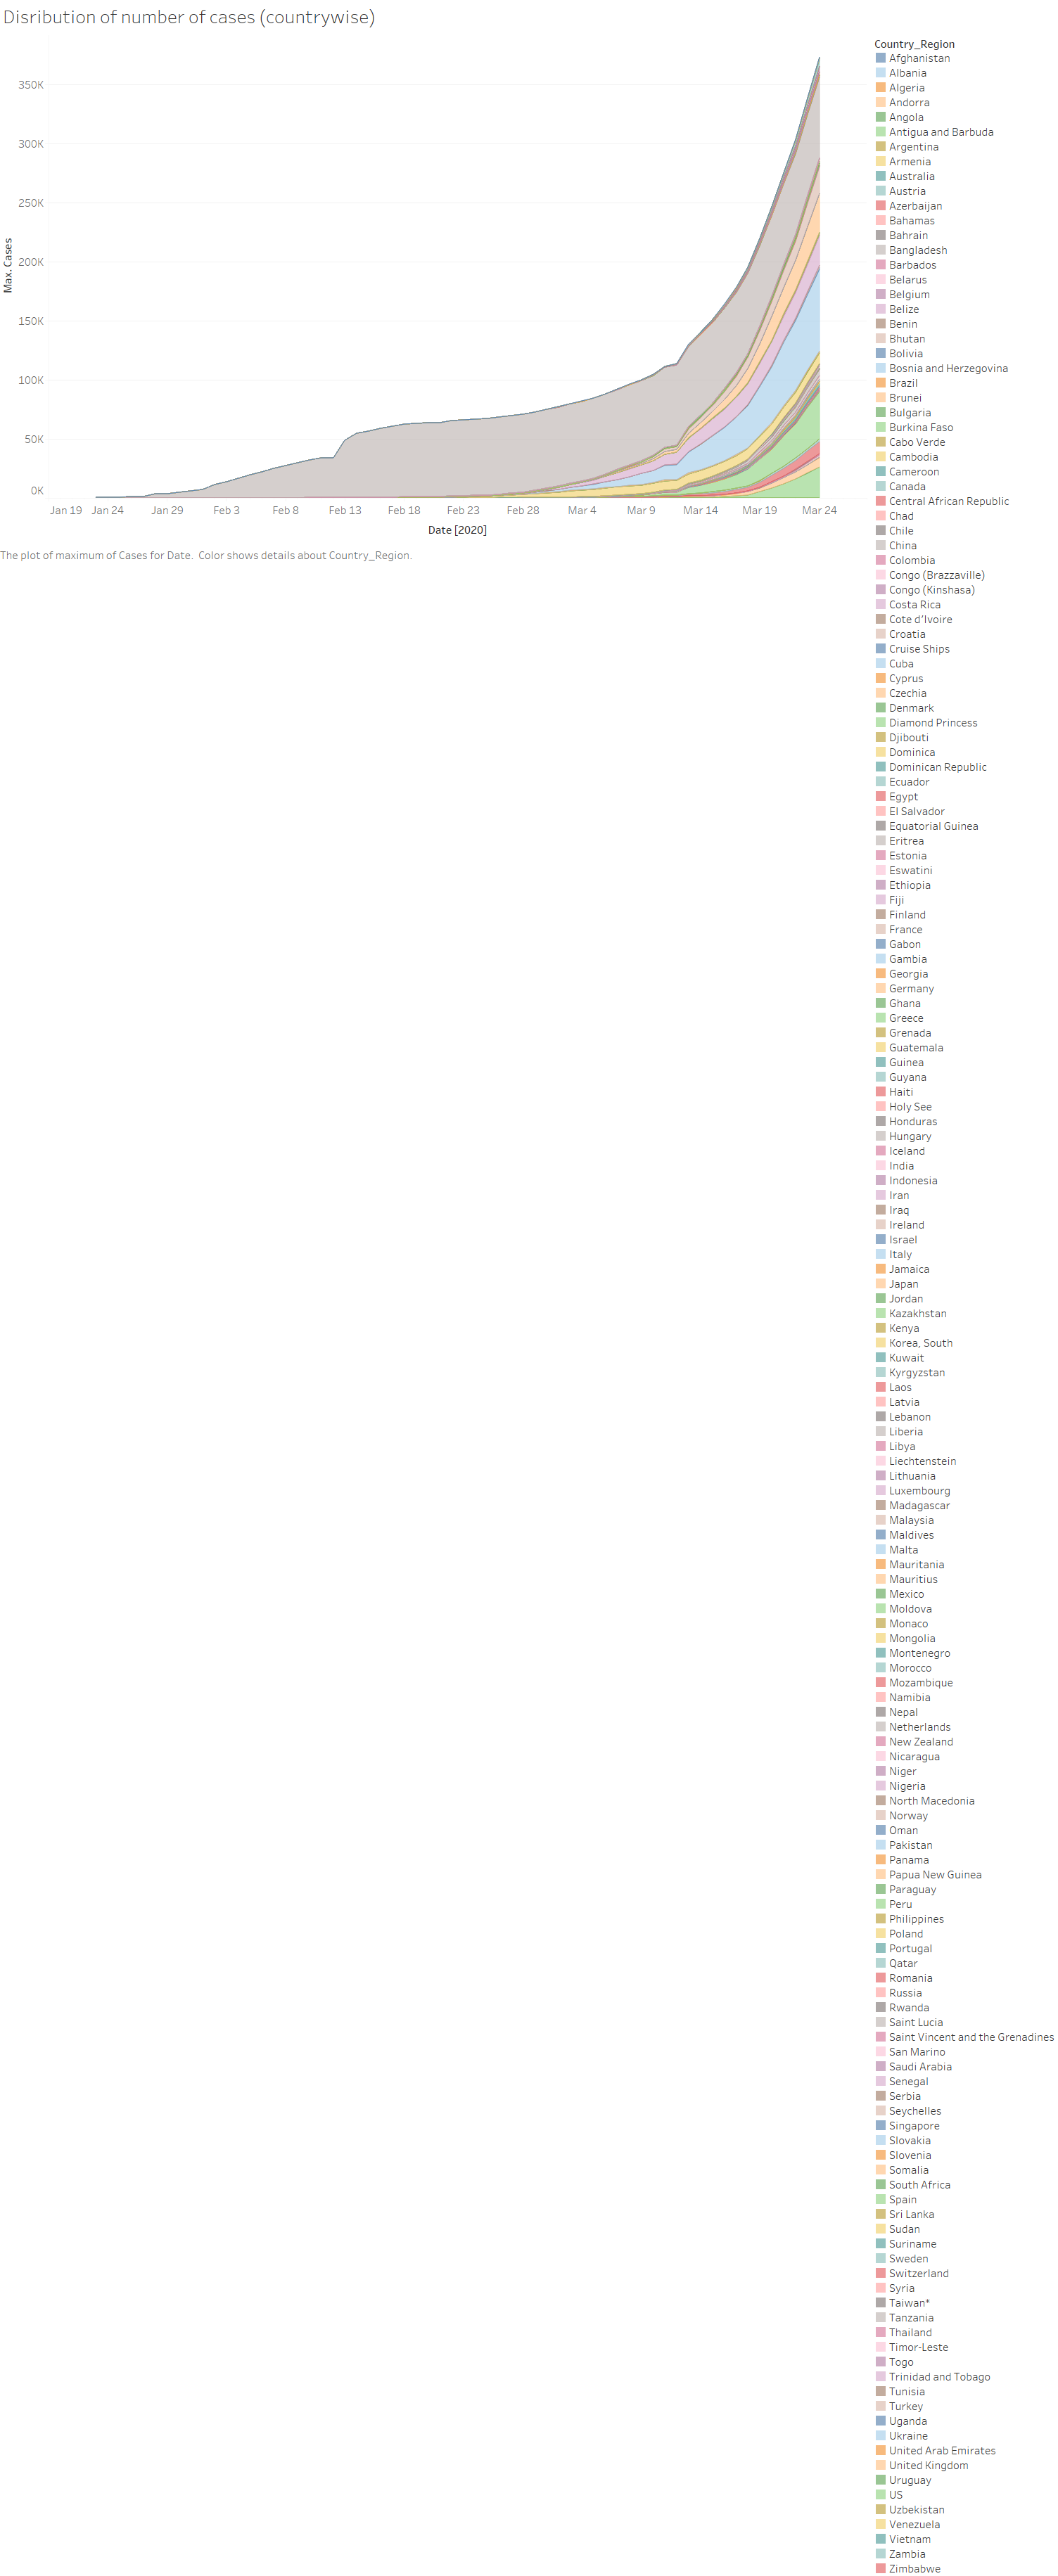 Disribution of number of cases (countrywise)
Country_Region
Afghanistan
Albania
Algeria
Andorra
Angola
Antigua and Barbuda
Argentina
Armenia
Australia
Austria
Azerbaijan
Bahamas
Bahrain
Bangladesh
Barbados
Belarus
Belgium
Belize
Benin
Bhutan
Bolivia
Bosnia and Herzegovina
Brazil
Brunei
Bulgaria
Burkina Faso
Cabo Verde
Cambodia
Cameroon
Canada
Central African Republic
Chad
Chile
China
Colombia
Congo (Brazzaville)
Congo (Kinshasa)
Costa Rica
Cote d'Ivoire
Croatia
Cruise Ships
Cuba
Cyprus
Czechia
Denmark
Diamond Princess
Djibouti
Dominica
Dominican Republic
Ecuador
Egypt
El Salvador
Equatorial Guinea
Eritrea
Estonia
Eswatini
Ethiopia
Fiji
Finland
France
Gabon
Gambia
Georgia
Germany
Ghana
Greece
Grenada
Guatemala
Guinea
Guyana
Haiti
Holy See
Honduras
Hungary
Iceland
India
Indonesia
Iran
Iraq
Ireland
Israel
Italy
Jamaica
Japan
Jordan
Kazakhstan
Kenya
Korea, South
Kuwait
Kyrgyzstan
Laos
Latvia
Lebanon
Liberia
Libya
Liechtenstein
Lithuania
Luxembourg
Madagascar
Malaysia
Maldives
Malta
Mauritania
Mauritius
Mexico
Moldova
Monaco
Mongolia
Montenegro
Morocco
Mozambique
Namibia
Nepal
Netherlands
New Zealand
Nicaragua
Niger
Nigeria
North Macedonia
Norway
Oman
Pakistan
Panama
Papua New Guinea
Paraguay
Peru
Philippines
Poland
Portugal
Qatar
Romania
Russia
Rwanda
Saint Lucia
Saint Vincent and the Grenadines
San Marino
Saudi Arabia
Senegal
Serbia
Seychelles
Singapore
Slovakia
Slovenia
Somalia
South Africa
Spain
Sri Lanka
Sudan
Suriname
Sweden
Switzerland
Syria
Taiwan*
Tanzania
Thailand
Timor-Leste
Togo
Trinidad and Tobago
Tunisia
Turkey
Uganda
Ukraine
United Arab Emirates
United Kingdom
Uruguay
US
Uzbekistan
Venezuela
Vietnam
Zambia
Zimbabwe
350K
300K
250K
200K
150K
100K
50K
0K
Max. Cases
Jan 19 Jan 24 Jan 29 Feb 3 Feb 8 Feb 13 Feb 18 Feb 23 Feb 28 Mar 4 Mar 9 Mar 14 Mar 19 Mar 24
Date [2020]
The plot of maximum of Cases for Date. Color shows details about Country_Region.